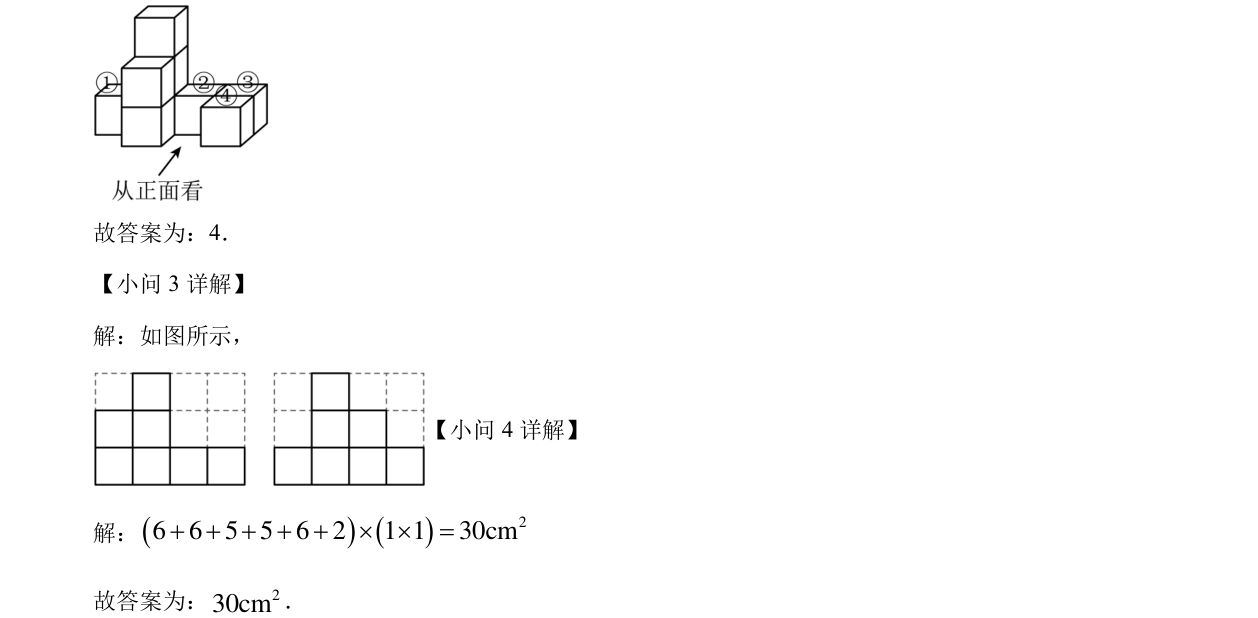 ① ② ③
④
从正面看
故答案为：4．
【小问 3 详解】
解：如图所示，
【小问 4 详解】
解：(6+6+5+5+6+2)×(1×1)=30cm²
故答案为：30cm²．